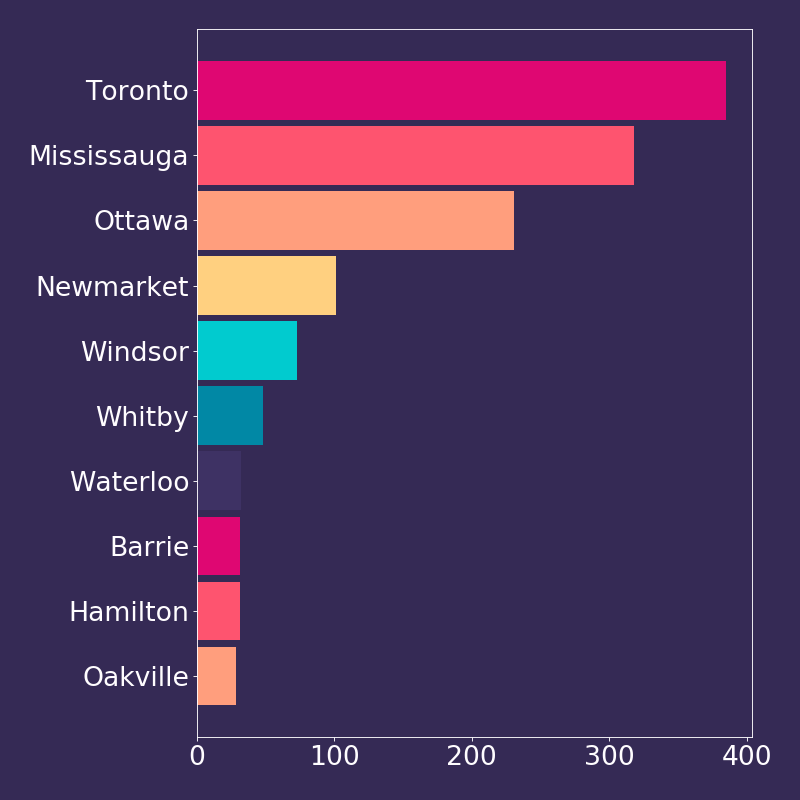 Toronto
Mississauga
Ottawa
Newmarket
Windsor
Whitby
Waterloo
Barrie
Hamilton
Oakville
0 100 200 300 400